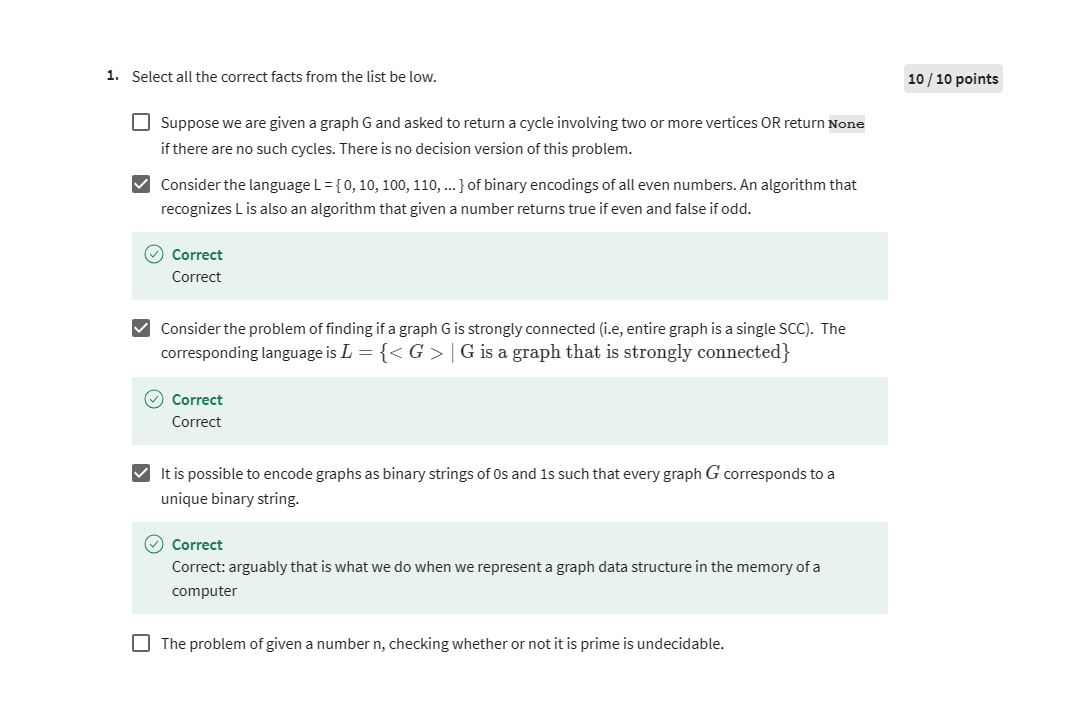 1. Select all the correct facts from the list be low.
10 / 10 points
Suppose we are given a graph G and asked to return a cycle involving two or more vertices OR return None
if there are no such cycles. There is no decision version of this problem.
Consider the language L = { 0, 10, 100, 110, ... } of binary encodings of all even numbers. An algorithm that
recognizes L is also an algorithm that given a number returns true if even and false if odd.
Correct
Correct
Consider the problem of finding if a graph G is strongly connected (i.e, entire graph is a single SCC). The
corresponding language is L = {< G > | G is a graph that is strongly connected}
Correct
Correct
It is possible to encode graphs as binary strings of 0s and 1s such that every graph G corresponds to a
unique binary string.
Correct
Correct: arguably that is what we do when we represent a graph data structure in the memory of a
computer
The problem of given a number n, checking whether or not it is prime is undecidable.